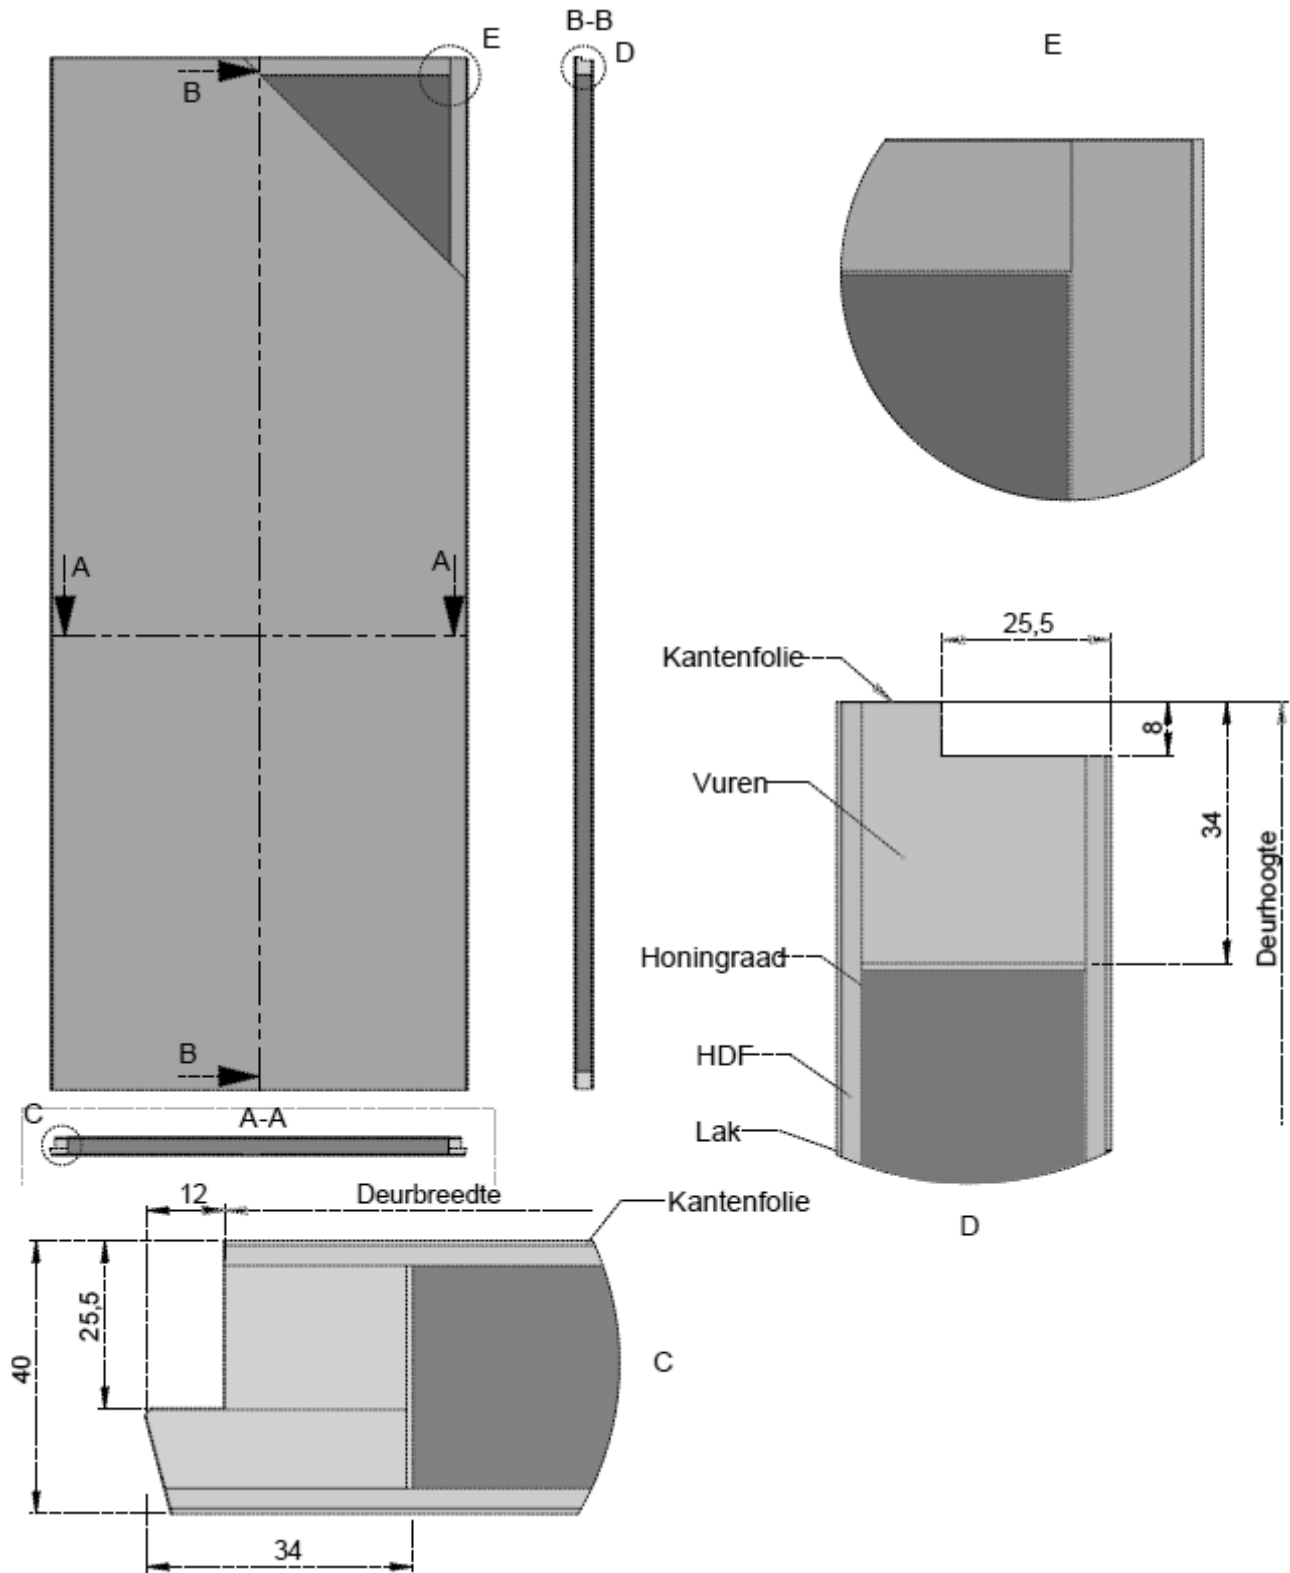 B-B
E
D
E
B
A
A
25,5
Kantenfolie
8
Vuren
34
Deurhoogte
Honingraad
B
HDF
C
A-A
Lak
12
Deurbreedte
Kantenfolie
D
25,5
40
C
34